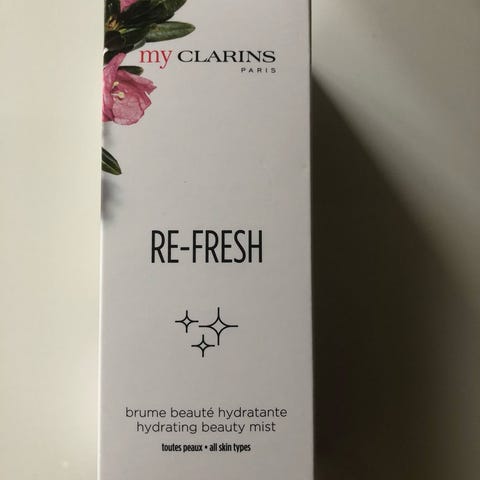 my CLARINS
PARIS
RE-FRESH
brume beauté hydratante
hydrating beauty mist
toutes peaux • all skin types